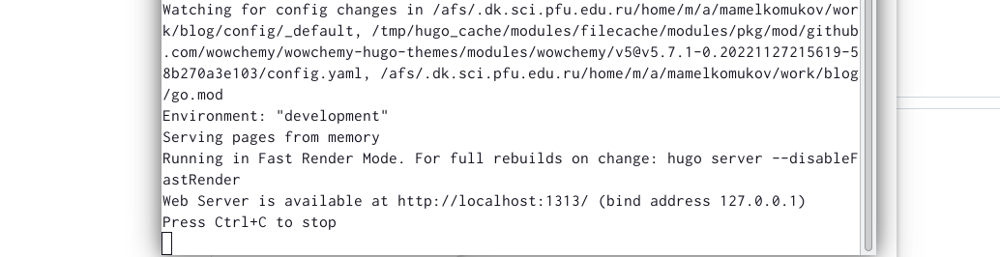 Watching for config changes in /afs/.dk.sci.pfu.edu.ru/home/m/a/mamelkomukov/wor
k/blog/config/_default, /tmp/hugo_cache/modules/filecache/modules/pkg/mod/github
.com/wowchemy/wowchemy-hugo-themes/modules/wowchemy/v5@v5.7.1-0.20221127215619-5
8b270a3e103/config.yaml, /afs/.dk.sci.pfu.edu.ru/home/m/a/mamelkomukov/work/blog
/go.mod
Environment: "development"
Serving pages from memory
Running in Fast Render Mode. For full rebuilds on change: hugo server --disableF
astRender
Web Server is available at http://localhost:1313/ (bind address 127.0.0.1)
Press Ctrl+C to stop